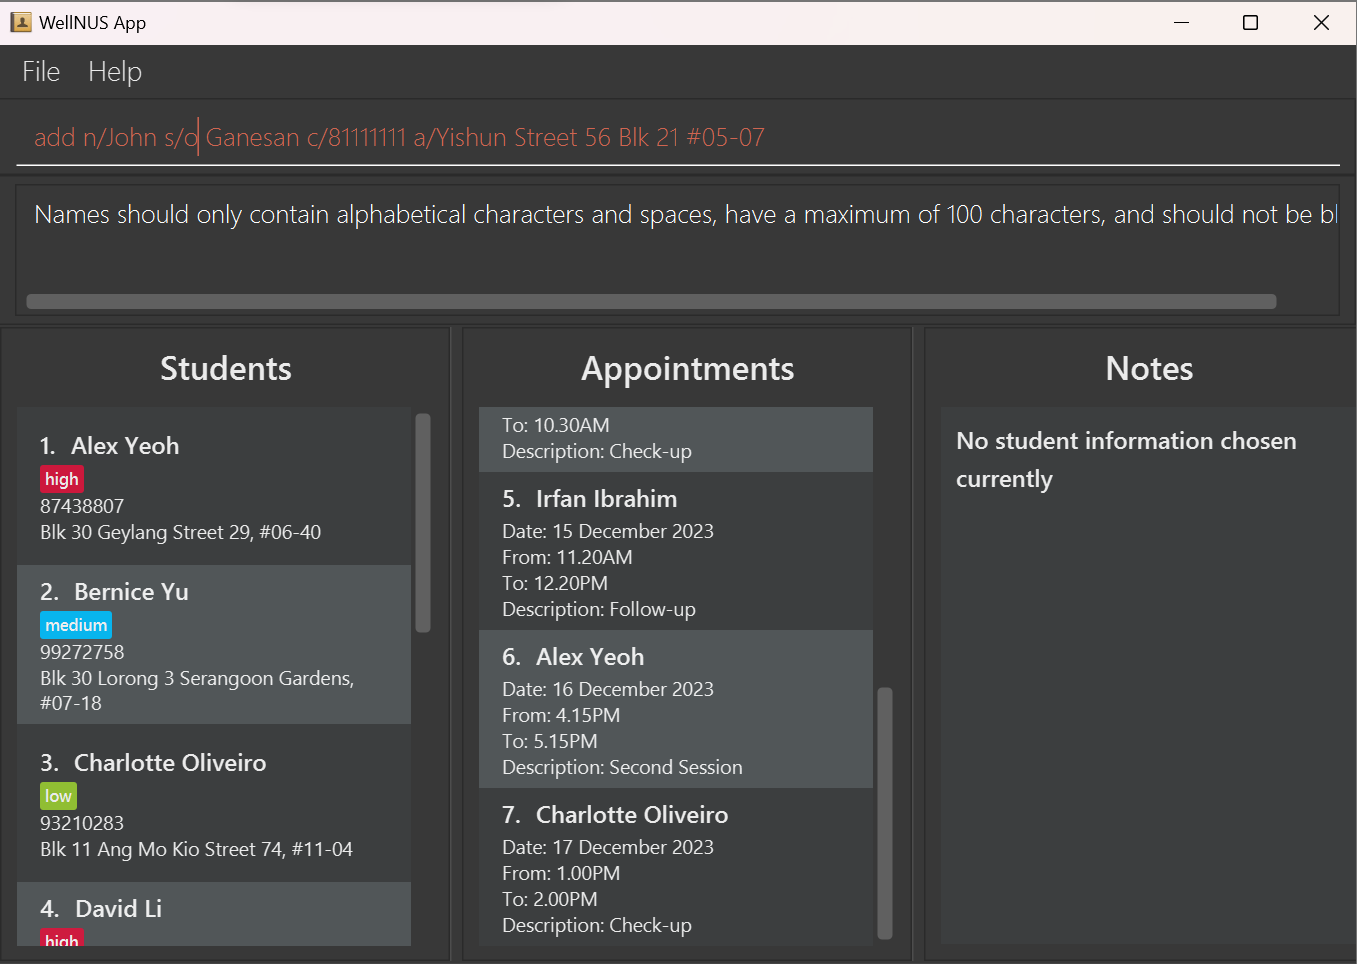 WellNUS App
File Help
add n/John s/o Ganesan c/81111111 a/Yishun Street 56 Blk 21 #05-07
Names should only contain alphabetical characters and spaces, have a maximum of 100 characters, and should not be bl
Students
1. Alex Yeoh
high
87438807
Blk 30 Geylang Street 29, #06-40
2. Bernice Yu
medium
99272758
Blk 30 Lorong 3 Serangoon Gardens,
#07-18
3. Charlotte Oliveiro
low
93210283
Blk 11 Ang Mo Kio Street 74, #11-04
4. David Li
high
Appointments
To: 10.30AM
Description: Check-up
5. Irfan Ibrahim
Date: 15 December 2023
From: 11.20AM
To: 12.20PM
Description: Follow-up
6. Alex Yeoh
Date: 16 December 2023
From: 4.15PM
To: 5.15PM
Description: Second Session
7. Charlotte Oliveiro
Date: 17 December 2023
From: 1.00PM
To: 2.00PM
Description: Check-up
Notes
No student information chosen
currently